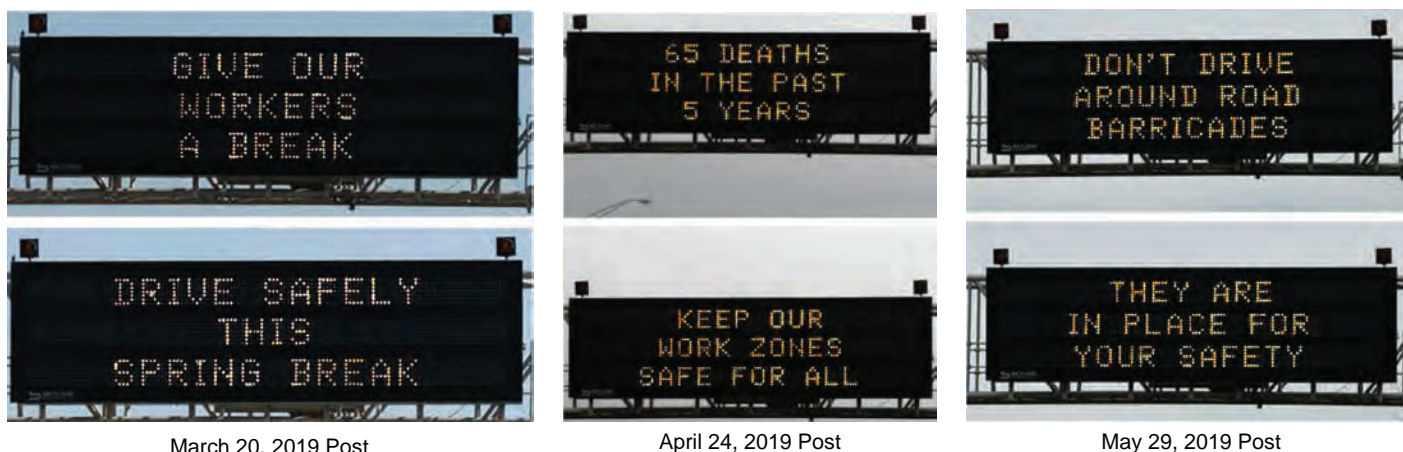 GIVE OUR
WORKERS
A BREAK
DRIVE SAFELY
THIS
SPRING BREAK
March 20, 2019 Post
65 DEATHS
IN THE PAST
5 YEARS
KEEP OUR
WORK ZONES
SAFE FOR ALL
April 24, 2019 Post
DON'T DRIVE
AROUND ROAD
BARRICADES
THEY ARE
IN PLACE FOR
YOUR SAFETY
May 29, 2019 Post